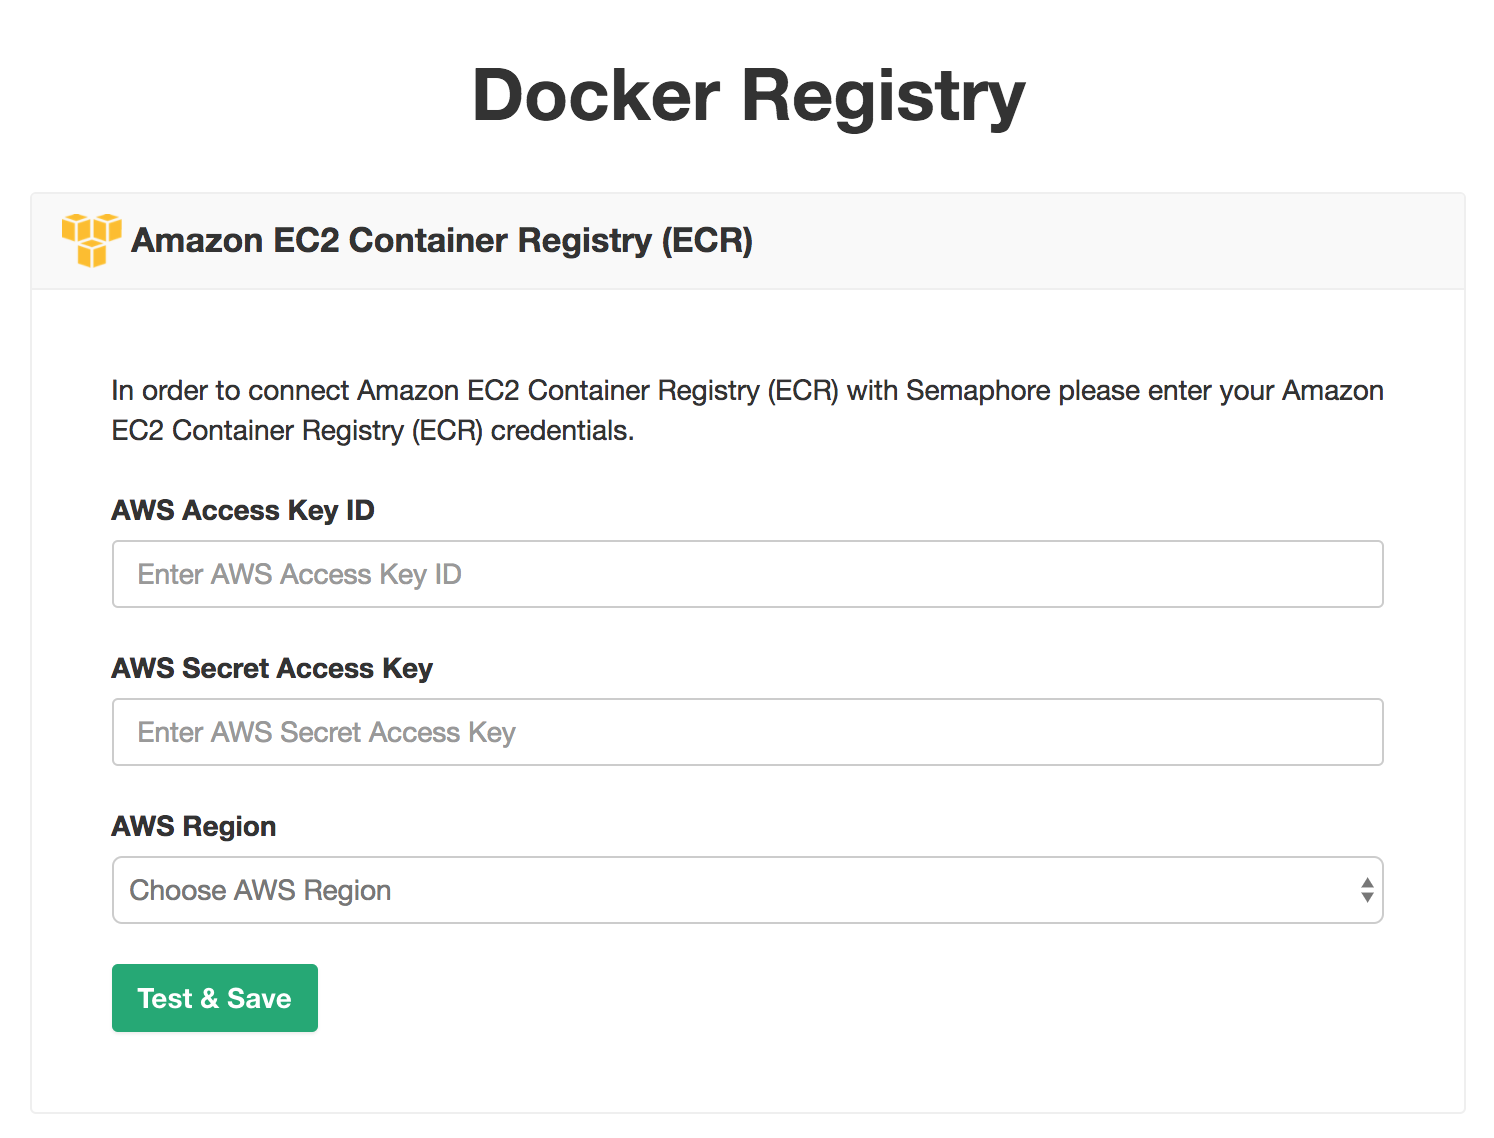 Docker Registry
Amazon EC2 Container Registry (ECR)
In order to connect Amazon EC2 Container Registry (ECR) with Semaphore please enter your Amazon
EC2 Container Registry (ECR) credentials.
AWS Access Key ID
Enter AWS Access Key ID
AWS Secret Access Key
Enter AWS Secret Access Key
AWS Region
Choose AWS Region
Test & Save